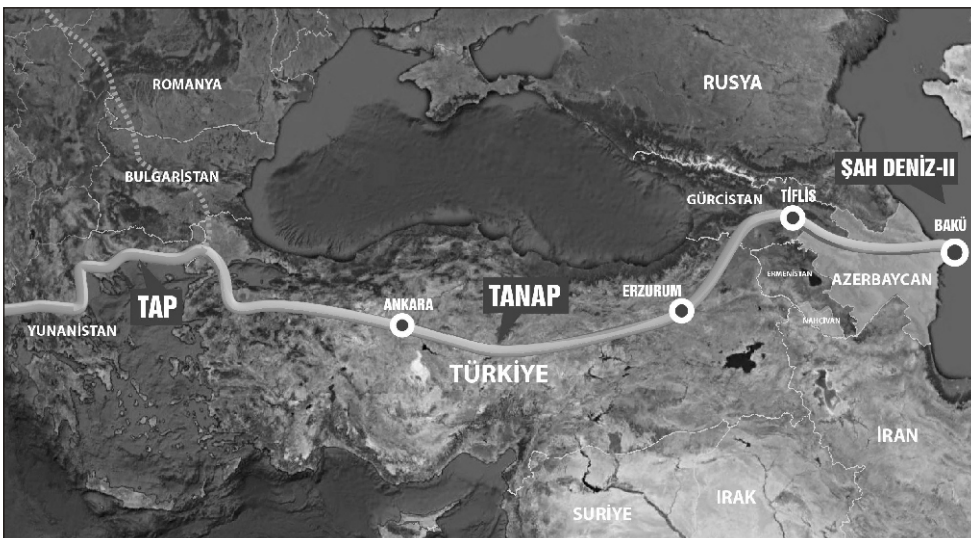 ROMANYA
RUSYA
BULGARİSTAN
ŞAH DENİZ-II
GÜRCİSTAN
TİFLİS
BAKÜ
ERMENİSTAN
AZERBAYCAN
TAP
ANKARA
TANAP
ERZURUM
NAHCIVAN
YUNANİSTAN
TÜRKİYE
İRAN
SURİYE
IRAK